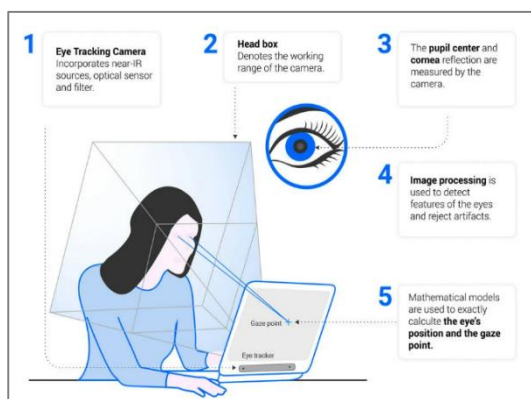 1
Eye Tracking Camera
Incorporates near-IR
sources, optical sensor
and filter.
2
Head box
Denotes the working
range of the camera.
3
The pupil center and
cornea reflection are
measured by the
camera.
4
Image processing is
used to detect
features of the eyes
and reject artifacts.
5
Mathematical models
are used to exactly
calculte the eye's
position and the gaze
point.
Gaze point
Eye tracker